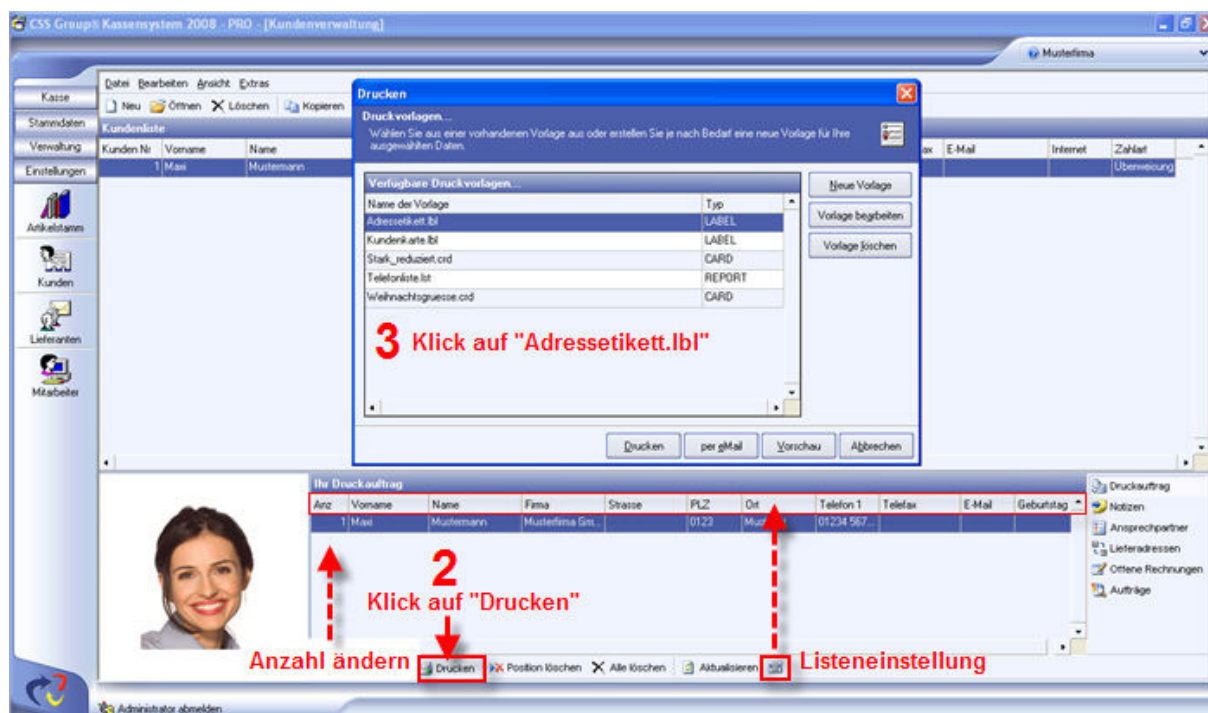 CSS Group® Kassensystem 2008 - PRO - [Kundenverwaltung]
Musterfirma
Datei Bearbeiten Ansicht Extras
Neu Öffnen Löschen Kopieren
Kasse
Stammdaten
Verwaltung
Einstellungen
Artikelstamm
Kunden
Lieferanten
Mitarbeiter
Kundenliste
Kunden Nr Vorname Name E-Mail Internet Zahlart
1 Maxi Mustermann Überweisung
Drucken
Druckvorlagen...
Wählen Sie aus einer vorhandenen Vorlage aus oder erstellen Sie je nach Bedarf eine neue Vorlage für Ihre
ausgewählten Daten.
Verfügbare Druckvorlagen...
Name der Vorlage Typ
Adressetikett.lbl LABEL
Kundenkarte.lbl LABEL
Stark_reduziert.crd CARD
Telefonliste.lst REPORT
Weihnachtsgruesse.crd CARD
Neue Vorlage
Vorlage bearbeiten
Vorlage löschen
3 Klick auf "Adressetikett.lbl"
Drucken per eMail Vorschau Abbrechen
Ihr Druckauftrag
Anz Vorname Name Firma Strasse PLZ Ort Telefon 1 Telefax E-Mail Geburtstag
1 Maxi Mustermann Musterfirma Gm... 0123 01234 567...
Druckauftrag
Notizen
Ansprechpartner
Lieferadressen
Offene Rechnungen
Aufträge
2
Klick auf "Drucken"
Anzahl ändern
Drucken Position löschen Alle löschen Aktualisieren
Listeneinstellung
Administrator abmelden